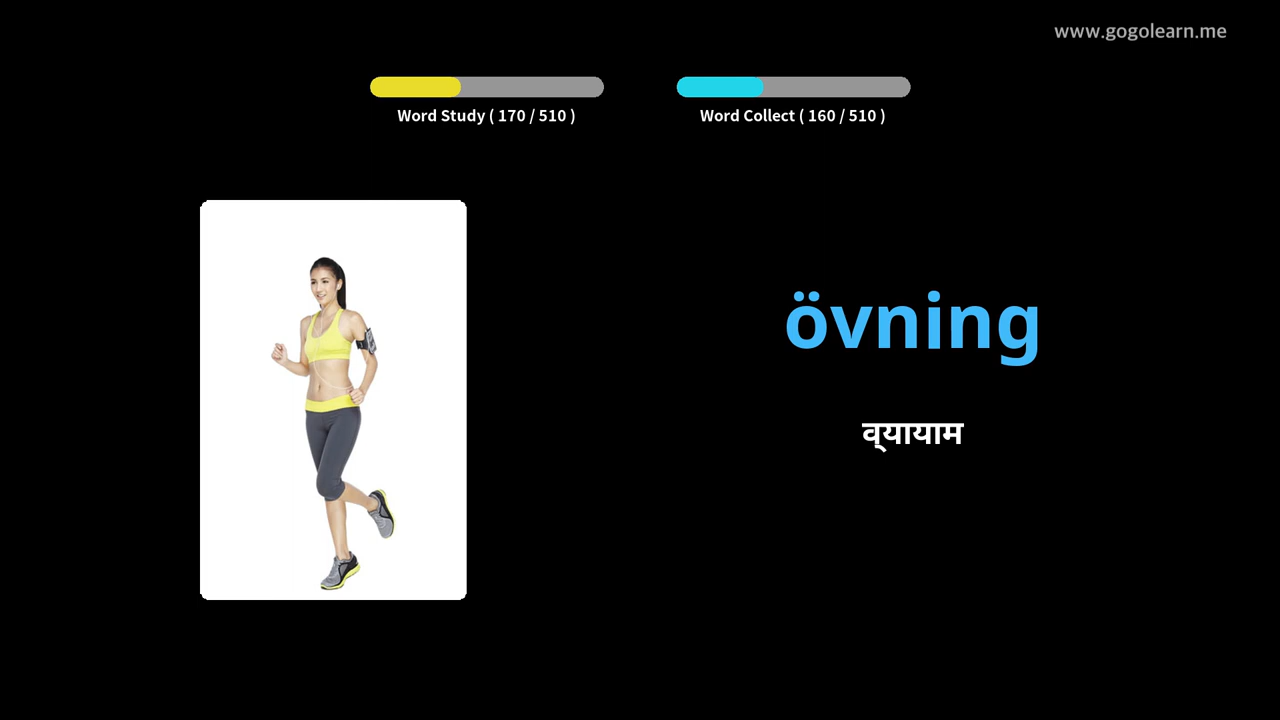 www.gogolearn.me
Word Study ( 170 / 510 )
Word Collect ( 160 / 510 )
övning
व्यायाम